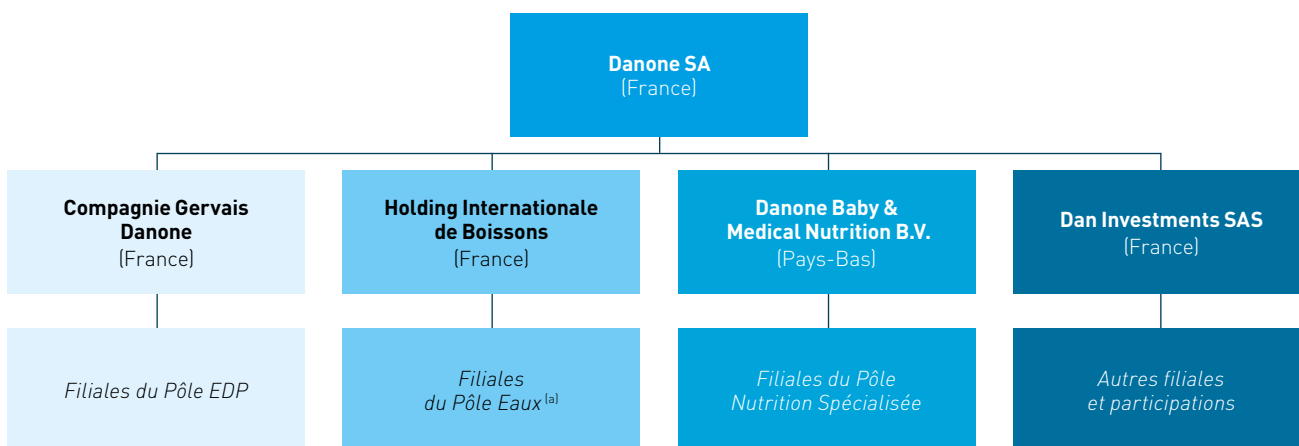 Danone SA
(France)
Compagnie Gervais
Danone
(France)
Holding Internationale
de Boissons
(France)
Danone Baby &
Medical Nutrition B.V.
(Pays-Bas)
Dan Investments SAS
(France)
Filiales du Pôle EDP
Filiales
du Pôle Eaux (a)
Filiales du Pôle
Nutrition Spécialisée
Autres filiales
et participations